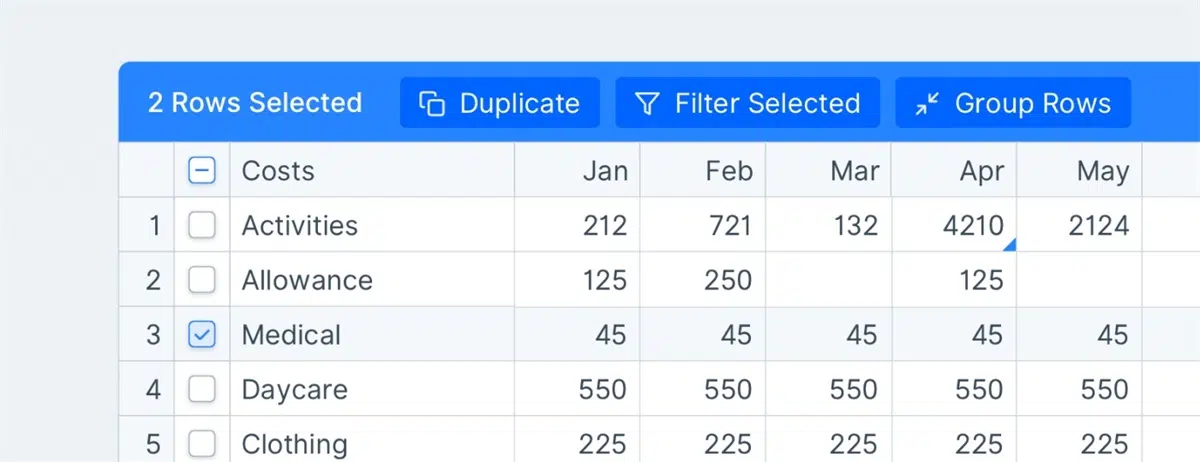 2 Rows Selected Duplicate Filter Selected Group Rows
Costs Jan Feb Mar Apr May
1 Activities 212 721 132 4210 2124
2 Allowance 125 250 125
3 Medical 45 45 45 45 45
4 Daycare 550 550 550 550 550
5 Clothing 225 225 225 225 225